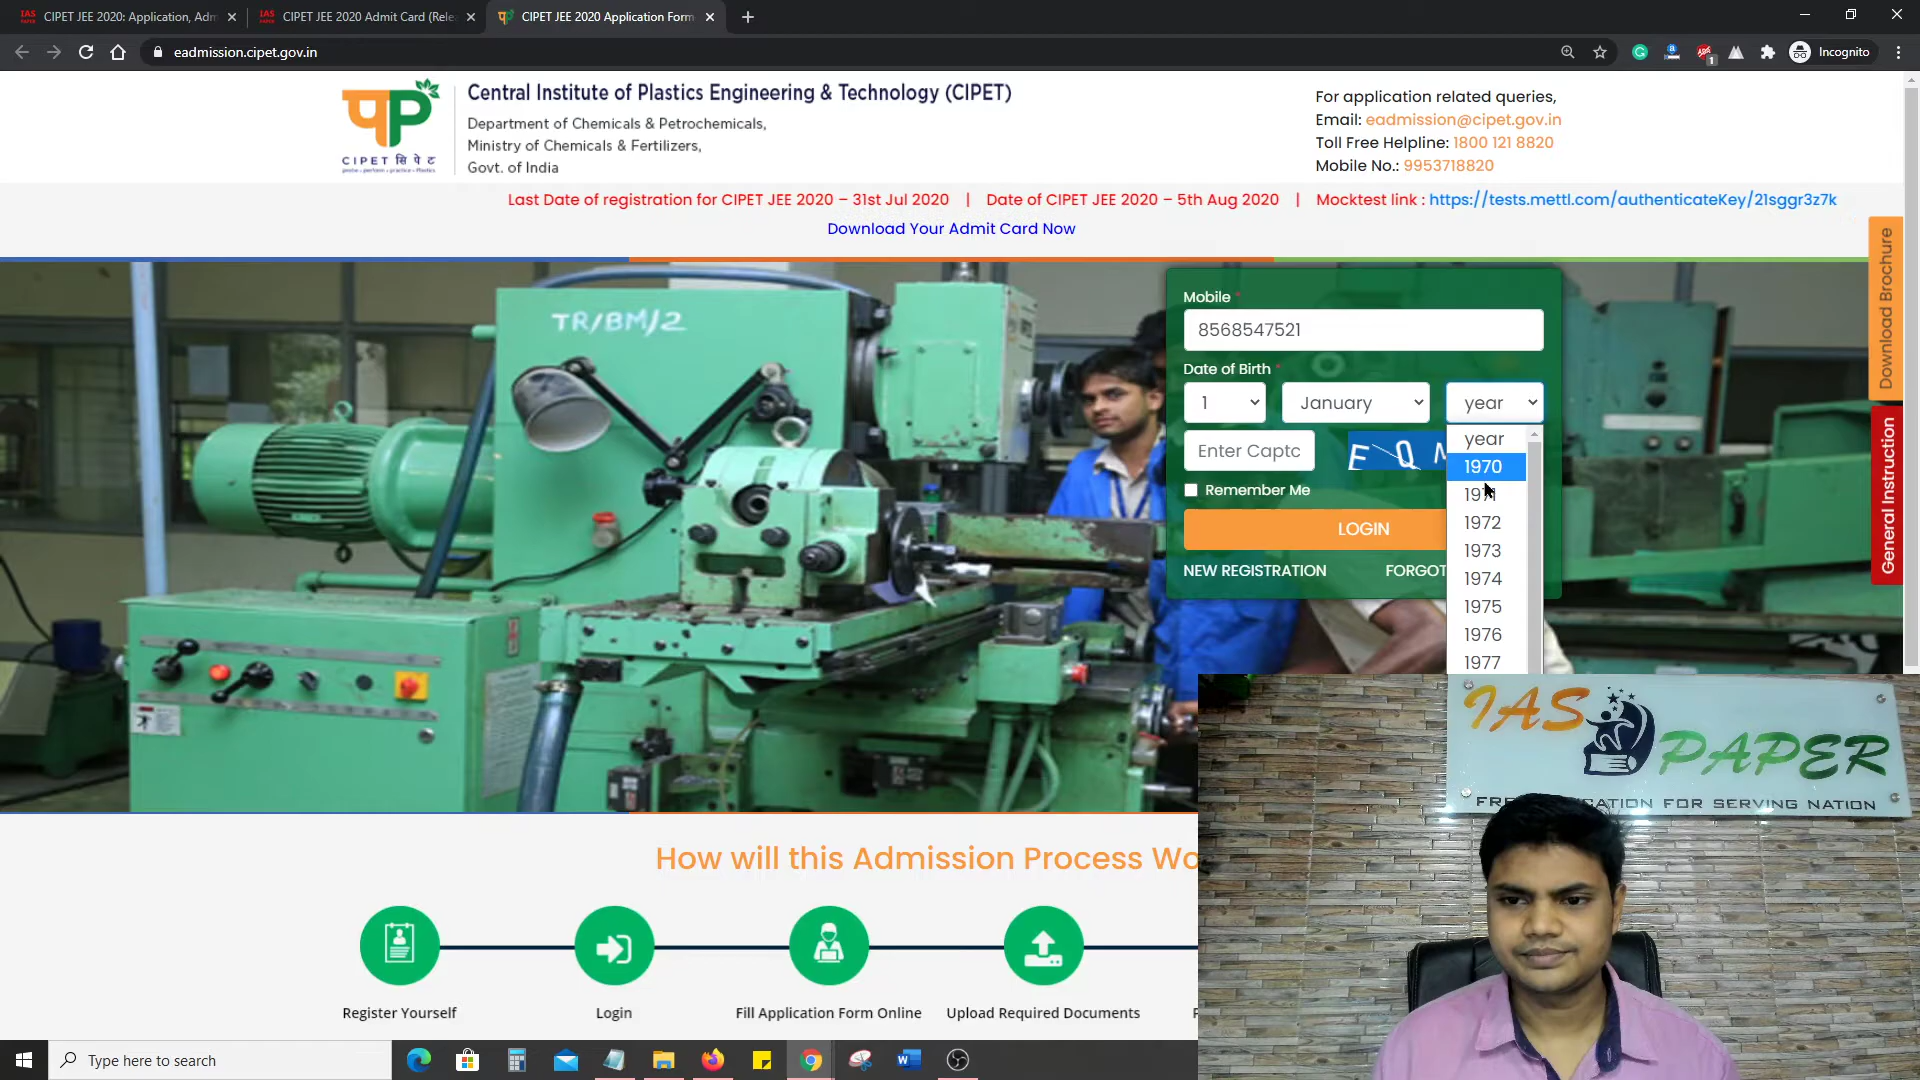 CIPET JEE 2020: Application, Adm
CIPET JEE 2020 Admit Card (Relea
CIPET JEE 2020 Application Form
eadmission.cipet.gov.in
Incognito
CIPET सिपेट
Central Institute of Plastics Engineering & Technology (CIPET)
Department of Chemicals & Petrochemicals,
Ministry of Chemicals & Fertilizers,
Govt. of India
For application related queries,
Email: eadmission@cipet.gov.in
Toll Free Helpline: 1800 121 8820
Mobile No.: 9953718820
Last Date of registration for CIPET JEE 2020 – 31st Jul 2020 | Date of CIPET JEE 2020 – 5th Aug 2020 | Mocktest link : https://tests.mettl.com/authenticateKey/21sggr3z7k
Download Your Admit Card Now
Download Brochure
General Instruction
TR/BM/2
Mobile *
8568547521
Date of Birth *
1 January year
Enter Captc
E Q M
Remember Me
LOGIN
NEW REGISTRATION FORGOT
year
1970
1971
1972
1973
1974
1975
1976
1977
How will this Admission Process Wo
Register Yourself
Login
Fill Application Form Online
Upload Required Documents
IAS PAPER
FREE EDUCATION FOR SERVING NATION
Type here to search